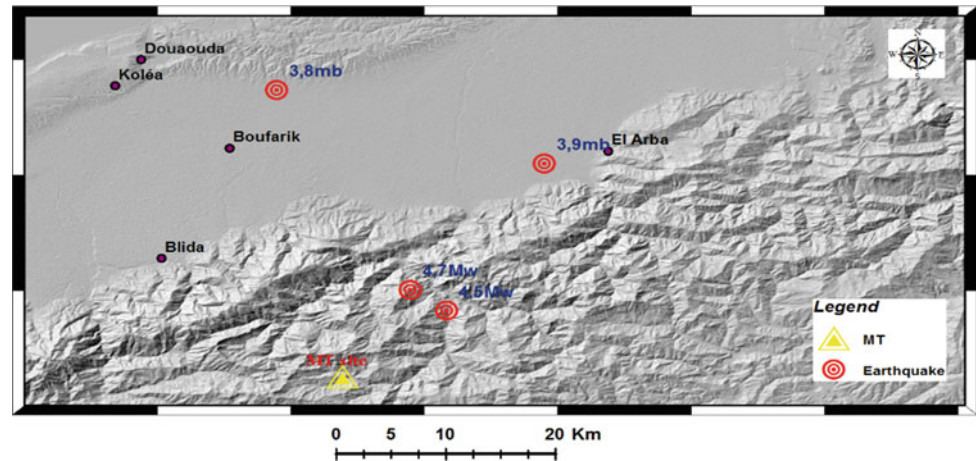 Douaouda
Koléa
3,8mb
Boufarik
El Arba
3,9mb
Blida
4,7Mw
4,5Mw
MT site
S
W E
S
Legend
MT
Earthquake
0 5 10 20 Km